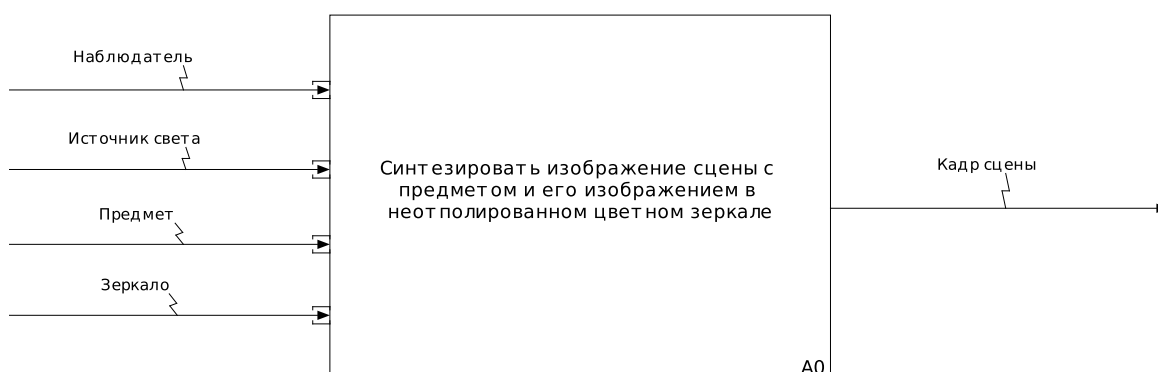 Наблюдатель
Источник света
Предмет
Зеркало
Синтезировать изображение сцены с
предметом и его изображением в
неотполированном цветном зеркале
Кадр сцены
A0